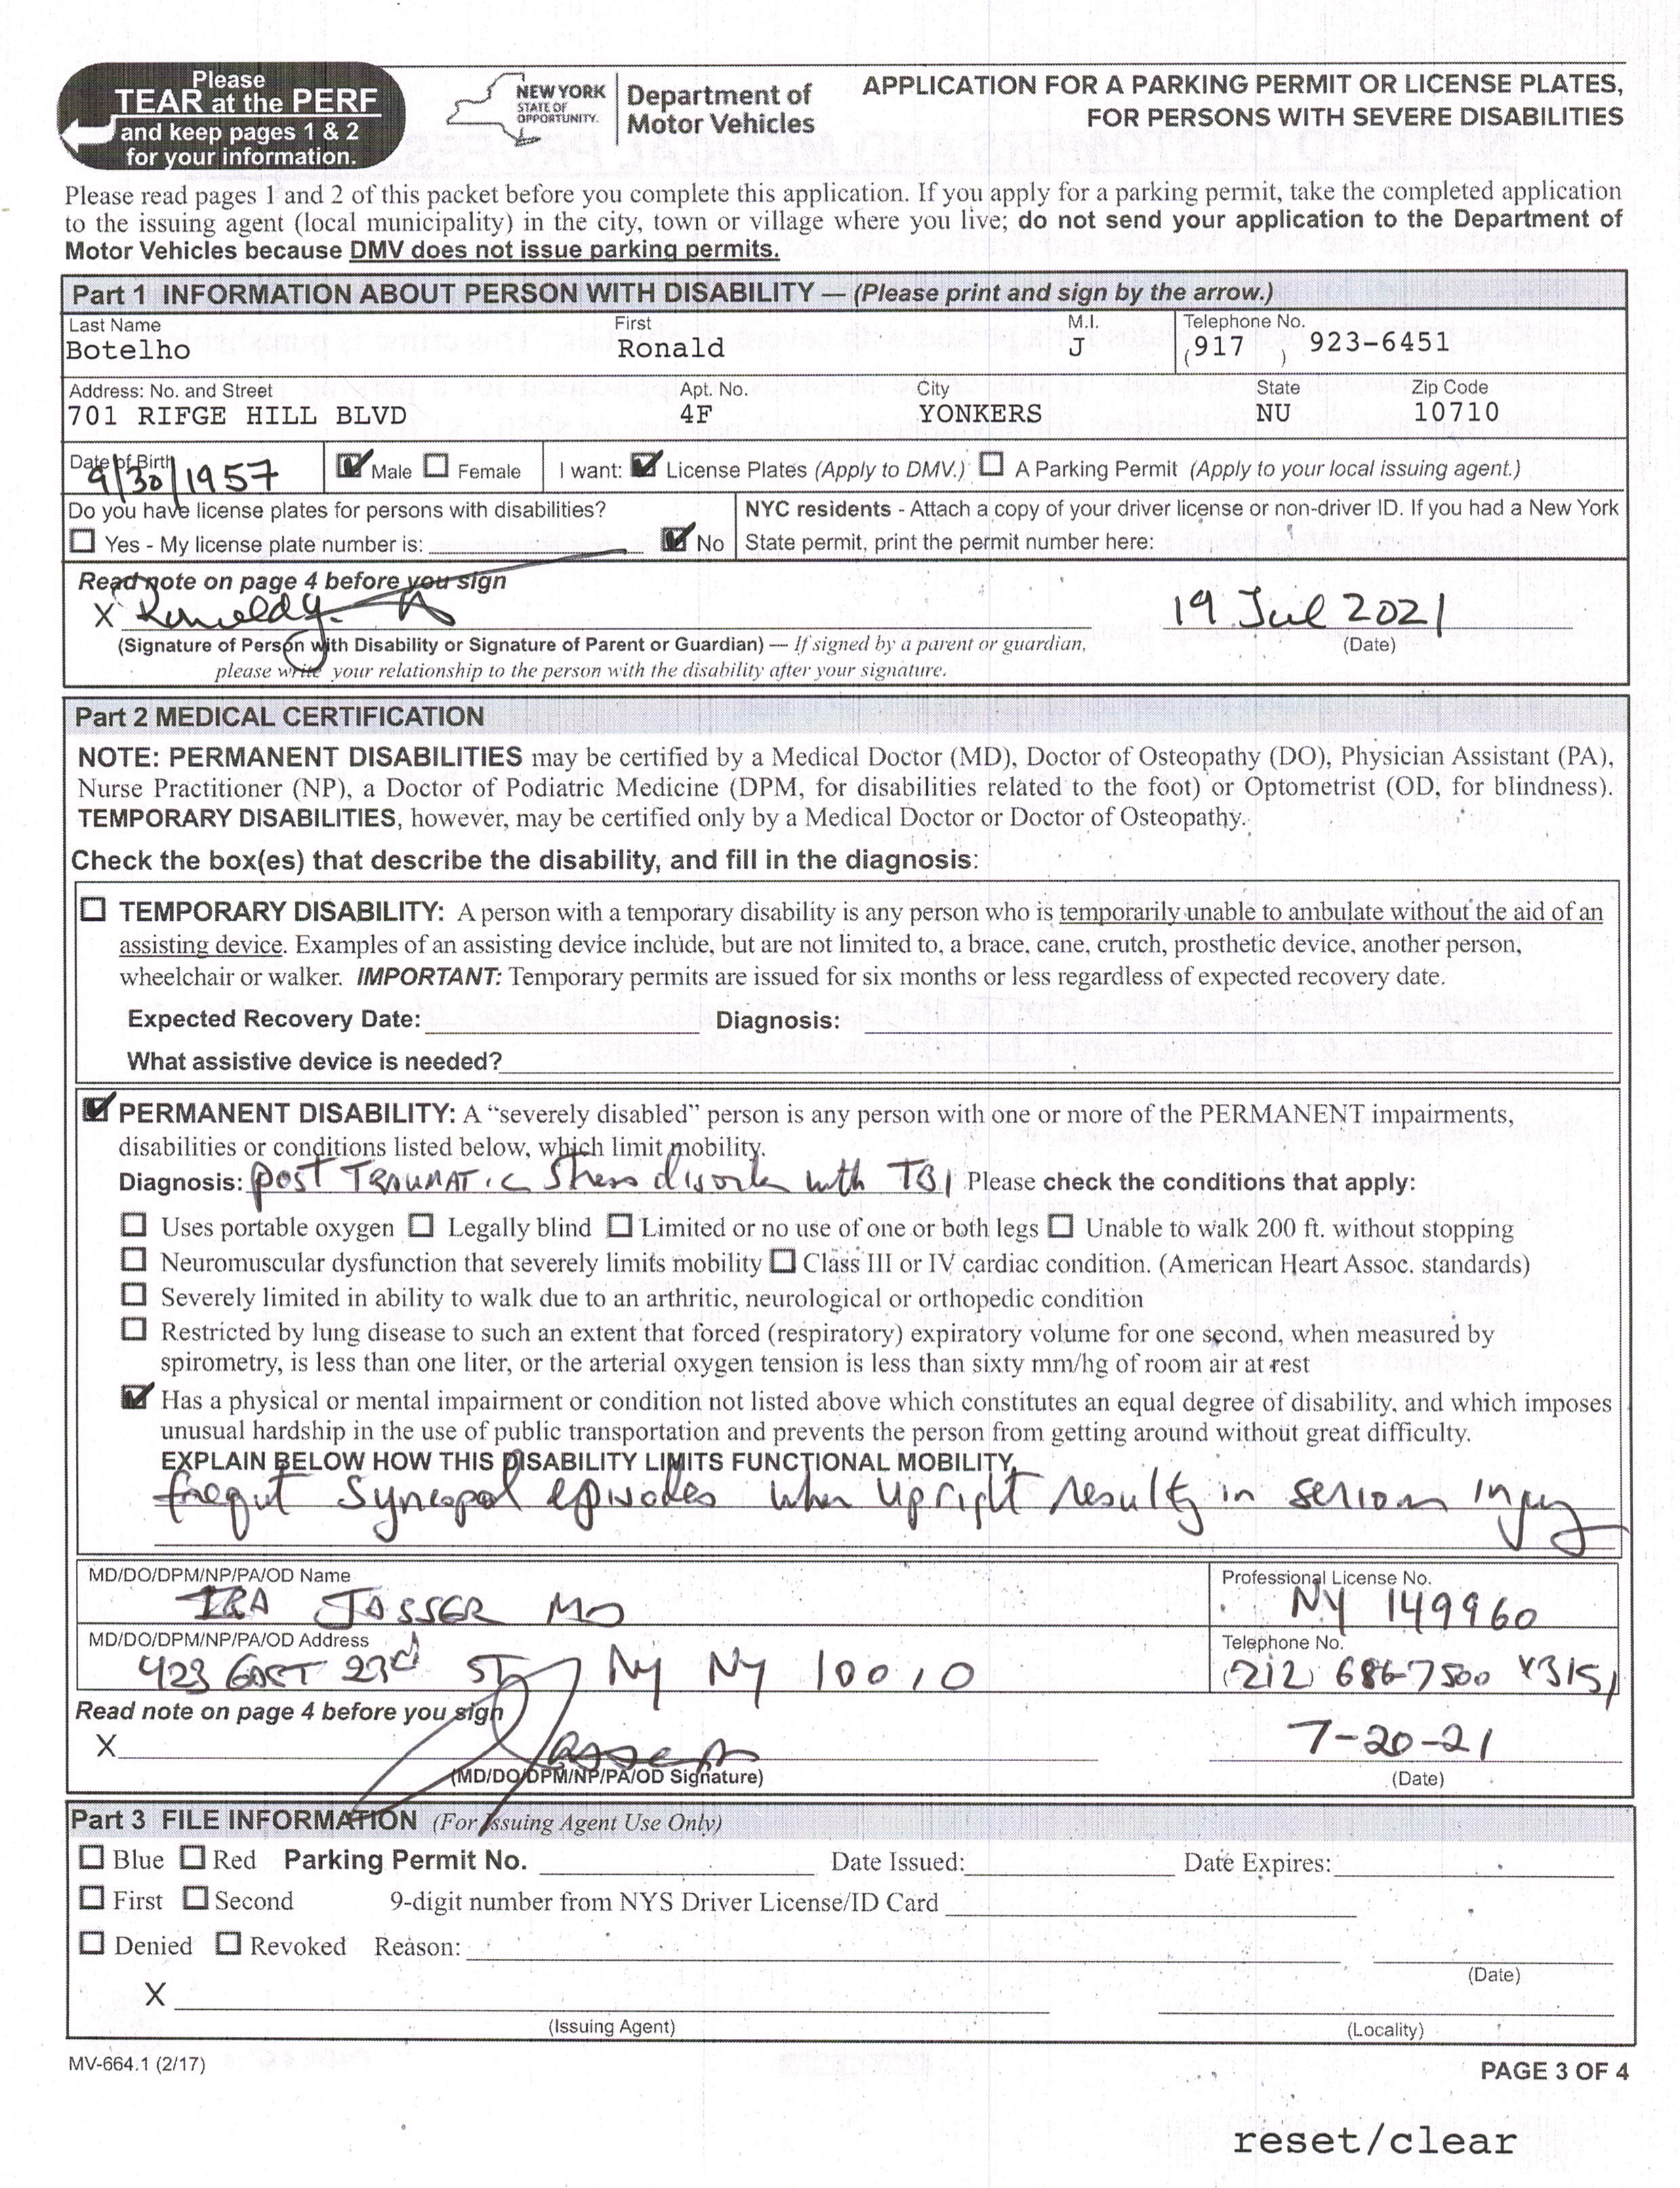 Please
TEAR at the PERF
and keep pages 1 & 2
for your information.
NEW YORK
STATE OF
OPPORTUNITY.
Department of
Motor Vehicles
APPLICATION FOR A PARKING PERMIT OR LICENSE PLATES,
FOR PERSONS WITH SEVERE DISABILITIES
Please read pages 1 and 2 of this packet before you complete this application. If you apply for a parking permit, take the completed application
to the issuing agent (local municipality) in the city, town or village where you live; do not send your application to the Department of
Motor Vehicles because DMV does not issue parking permits.
Part 1 INFORMATION ABOUT PERSON WITH DISABILITY — (Please print and sign by the arrow.)
Last Name First M.I. Telephone No.
Botelho Ronald J (917) 923-6451
Address: No. and Street Apt. No. City State Zip Code
701 RIFGE HILL BLVD 4F YONKERS NU 10710
Date of Birth
9/30/1957 Male Female I want: License Plates (Apply to DMV.) A Parking Permit (Apply to your local issuing agent.)
Do you have license plates for persons with disabilities?
Yes - My license plate number is: No
NYC residents - Attach a copy of your driver license or non-driver ID. If you had a New York
State permit, print the permit number here:
Read note on page 4 before you sign
X 19 Jul 2021
(Signature of Person with Disability or Signature of Parent or Guardian) — If signed by a parent or guardian, (Date)
please write your relationship to the person with the disability after your signature.
Part 2 MEDICAL CERTIFICATION
NOTE: PERMANENT DISABILITIES may be certified by a Medical Doctor (MD), Doctor of Osteopathy (DO), Physician Assistant (PA),
Nurse Practitioner (NP), a Doctor of Podiatric Medicine (DPM, for disabilities related to the foot) or Optometrist (OD, for blindness).
TEMPORARY DISABILITIES, however, may be certified only by a Medical Doctor or Doctor of Osteopathy.
Check the box(es) that describe the disability, and fill in the diagnosis:
TEMPORARY DISABILITY: A person with a temporary disability is any person who is temporarily unable to ambulate without the aid of an
assisting device. Examples of an assisting device include, but are not limited to, a brace, cane, crutch, prosthetic device, another person,
wheelchair or walker. IMPORTANT: Temporary permits are issued for six months or less regardless of expected recovery date.
Expected Recovery Date: Diagnosis:
What assistive device is needed?
PERMANENT DISABILITY: A “severely disabled” person is any person with one or more of the PERMANENT impairments,
disabilities or conditions listed below, which limit mobility.
Diagnosis: post TRAUMATic Stress disorder with TBI Please check the conditions that apply:
Uses portable oxygen Legally blind Limited or no use of one or both legs Unable to walk 200 ft. without stopping
Neuromuscular dysfunction that severely limits mobility Class III or IV cardiac condition. (American Heart Assoc. standards)
Severely limited in ability to walk due to an arthritic, neurological or orthopedic condition
Restricted by lung disease to such an extent that forced (respiratory) expiratory volume for one second, when measured by
spirometry, is less than one liter, or the arterial oxygen tension is less than sixty mm/hg of room air at rest
Has a physical or mental impairment or condition not listed above which constitutes an equal degree of disability, and which imposes
unusual hardship in the use of public transportation and prevents the person from getting around without great difficulty.
EXPLAIN BELOW HOW THIS DISABILITY LIMITS FUNCTIONAL MOBILITY.
frequt Syncopal episodes when upright resultg in serious injury
MD/DO/DPM/NP/PA/OD Name Professional License No.
IRA JASSER MD NY 149960
MD/DO/DPM/NP/PA/OD Address Telephone No.
423 EAST 23rd ST NY NY 10010 (212) 686-7500 x3151
Read note on page 4 before you sign
X 7-20-21
(MD/DO/DPM/NP/PA/OD Signature) (Date)
Part 3 FILE INFORMATION (For Issuing Agent Use Only)
Blue Red Parking Permit No. Date Issued: Date Expires:
First Second 9-digit number from NYS Driver License/ID Card
Denied Revoked Reason:
(Date)
X
(Issuing Agent) (Locality)
MV-664.1 (2/17) PAGE 3 OF 4
reset/clear